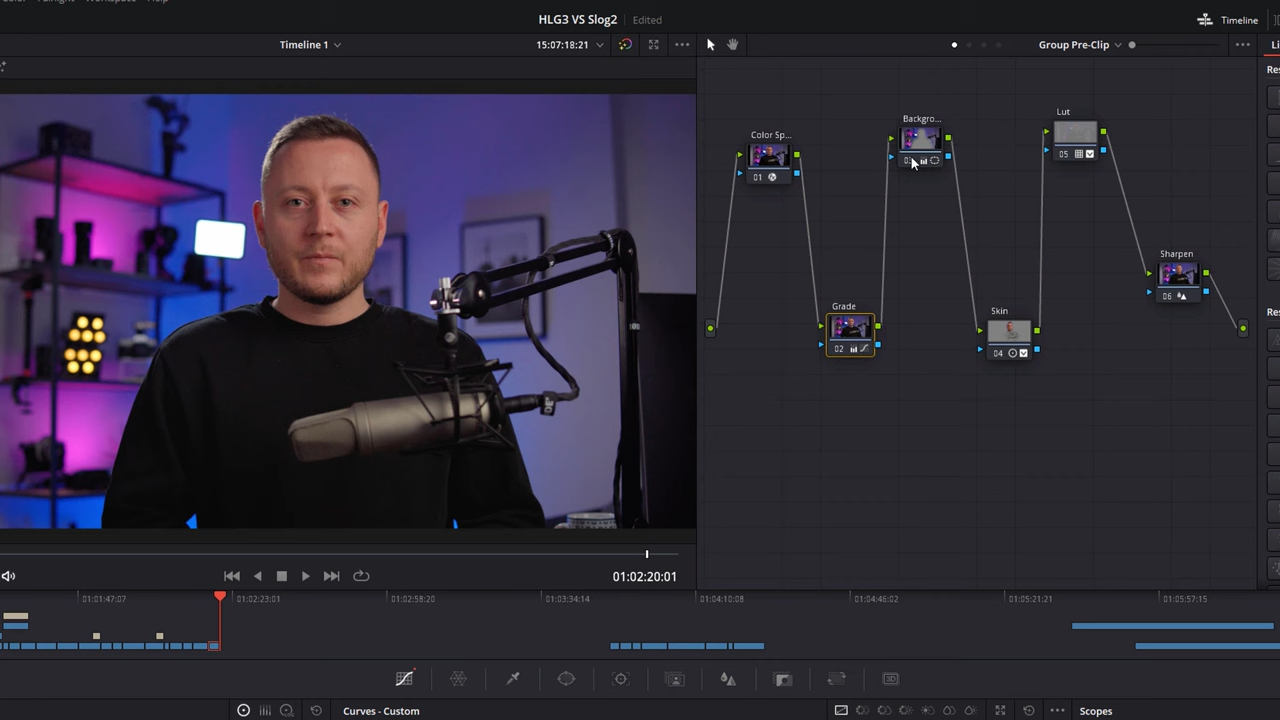 HLG3 VS Slog2
Edited
Timeline
Timeline 1
15:07:18:21
Group Pre-Clip
Color Sp...
01
Backgro...
Lut
05
Grade
02
Skin
04
Sharpen
06
01:02:20:01
01:01:47:07
01:02:23:01
01:02:58:20
01:03:34:14
01:04:10:08
01:04:46:02
01:05:21:21
01:05:57:15
3D
Curves - Custom
Scopes